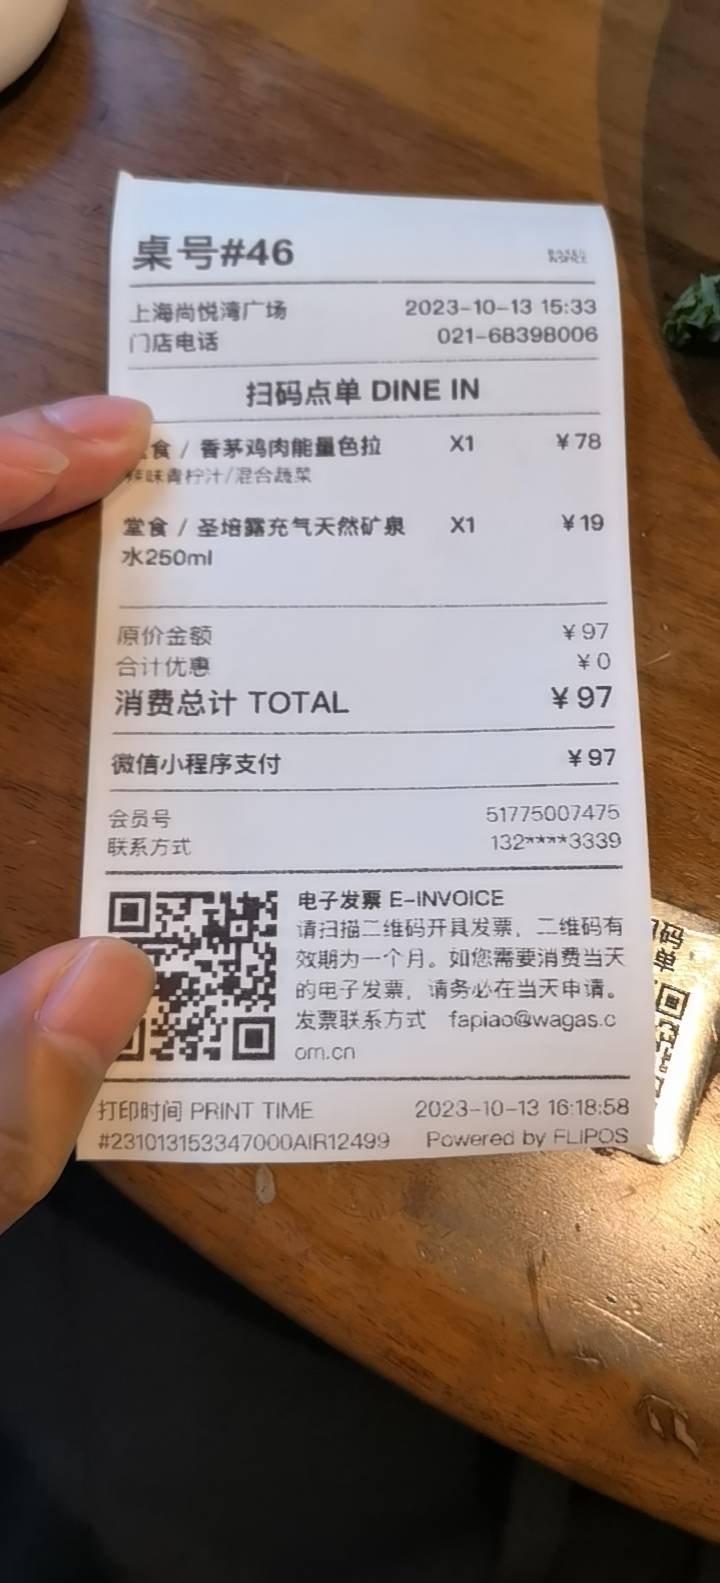 桌号#46
BAKER
&SPICE
上海尚悦湾广场 2023-10-13 15:33
门店电话 021-68398006
扫码点单 DINE IN
食 / 香茅鸡肉能量色拉 X1 ¥78
味青柠汁/混合蔬菜
堂食 / 圣培露充气天然矿泉 X1 ¥19
水250ml
原价金额 ¥97
合计优惠 ¥0
消费总计 TOTAL ¥97
微信小程序支付 ¥97
会员号 51775007475
联系方式 132****3339
电子发票 E-INVOICE
请扫描二维码开具发票，二维码有
效期为一个月。如您需要消费当天
的电子发票，请务必在当天申请。
发票联系方式 fapiao@wagas.c
om.cn
打印时间 PRINT TIME 2023-10-13 16:18:58
#231013153347000AIR12499 Powered by FLIPOS
码
单